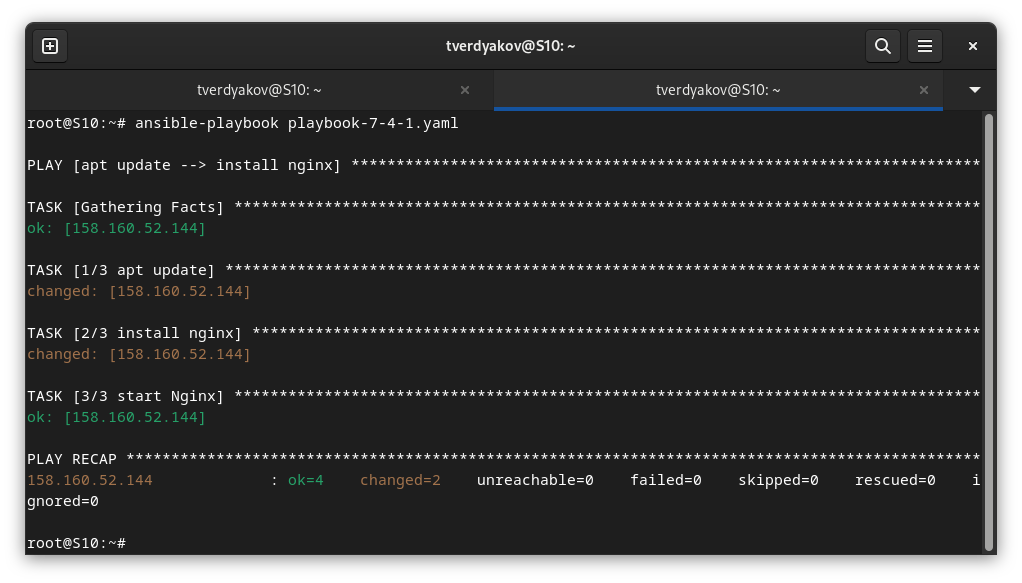 tverdyakov@S10: ~
tverdyakov@S10: ~
tverdyakov@S10: ~
root@S10:~# ansible-playbook playbook-7-4-1.yaml
PLAY [apt update --> install nginx] **********************************************************************
TASK [Gathering Facts] ***********************************************************************************
ok: [158.160.52.144]
TASK [1/3 apt update] ************************************************************************************
changed: [158.160.52.144]
TASK [2/3 install nginx] *********************************************************************************
changed: [158.160.52.144]
TASK [3/3 start Nginx] ***********************************************************************************
ok: [158.160.52.144]
PLAY RECAP ***********************************************************************************************
158.160.52.144             : ok=4    changed=2    unreachable=0    failed=0    skipped=0    rescued=0    i
gnored=0
root@S10:~#